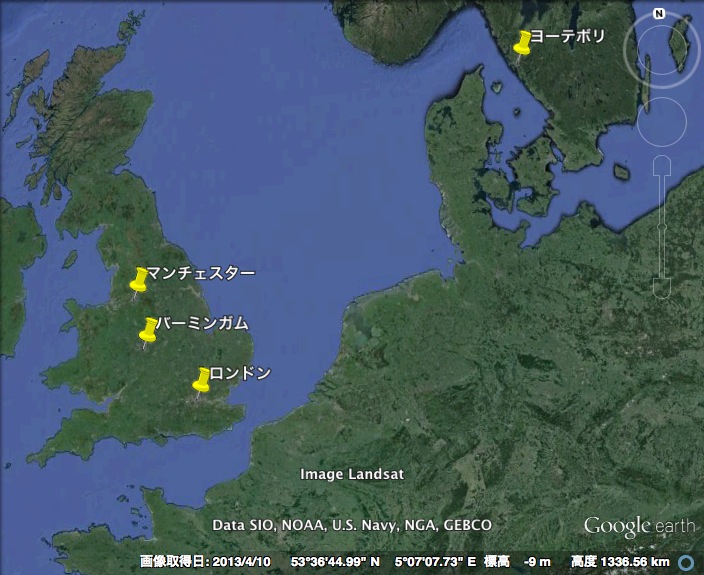 N
ヨーテボリ
マンチェスター
バーミンガム
ロンドン
Image Landsat
Data SIO, NOAA, U.S. Navy, NGA, GEBCO
Google earth
画像取得日: 2013/4/10 53°36'44.99" N 5°07'07.73" E 標高 -9 m 高度 1336.56 km